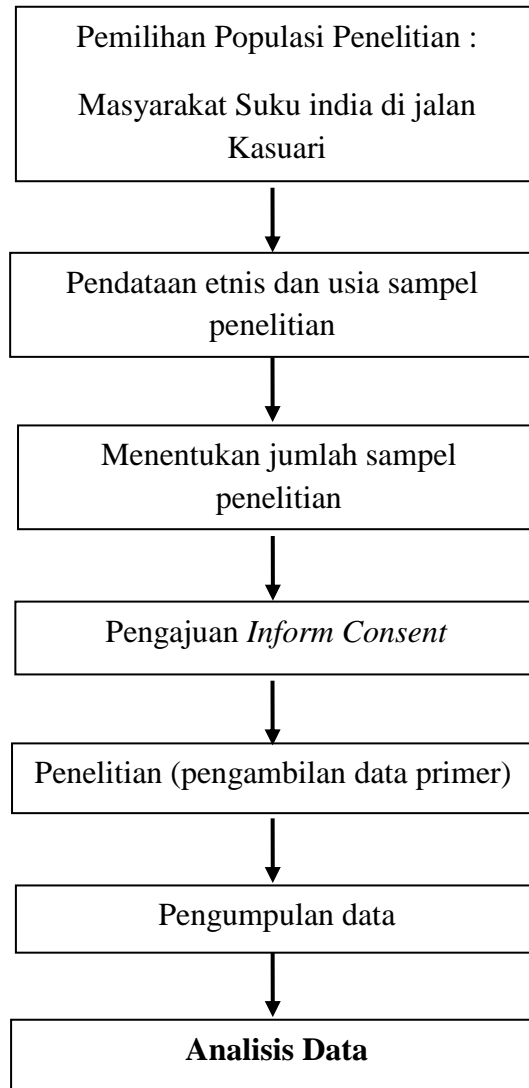 Pemilihan Populasi Penelitian :
Masyarakat Suku india di jalan
Kasuari
Pendataan etnis dan usia sampel
penelitian
Menentukan jumlah sampel
penelitian
Pengajuan Inform Consent
Penelitian (pengambilan data primer)
Pengumpulan data
Analisis Data